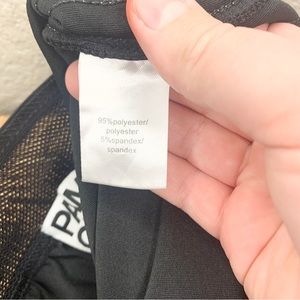 95%polyester/
polyester
5%spandex/
spandex
PAM